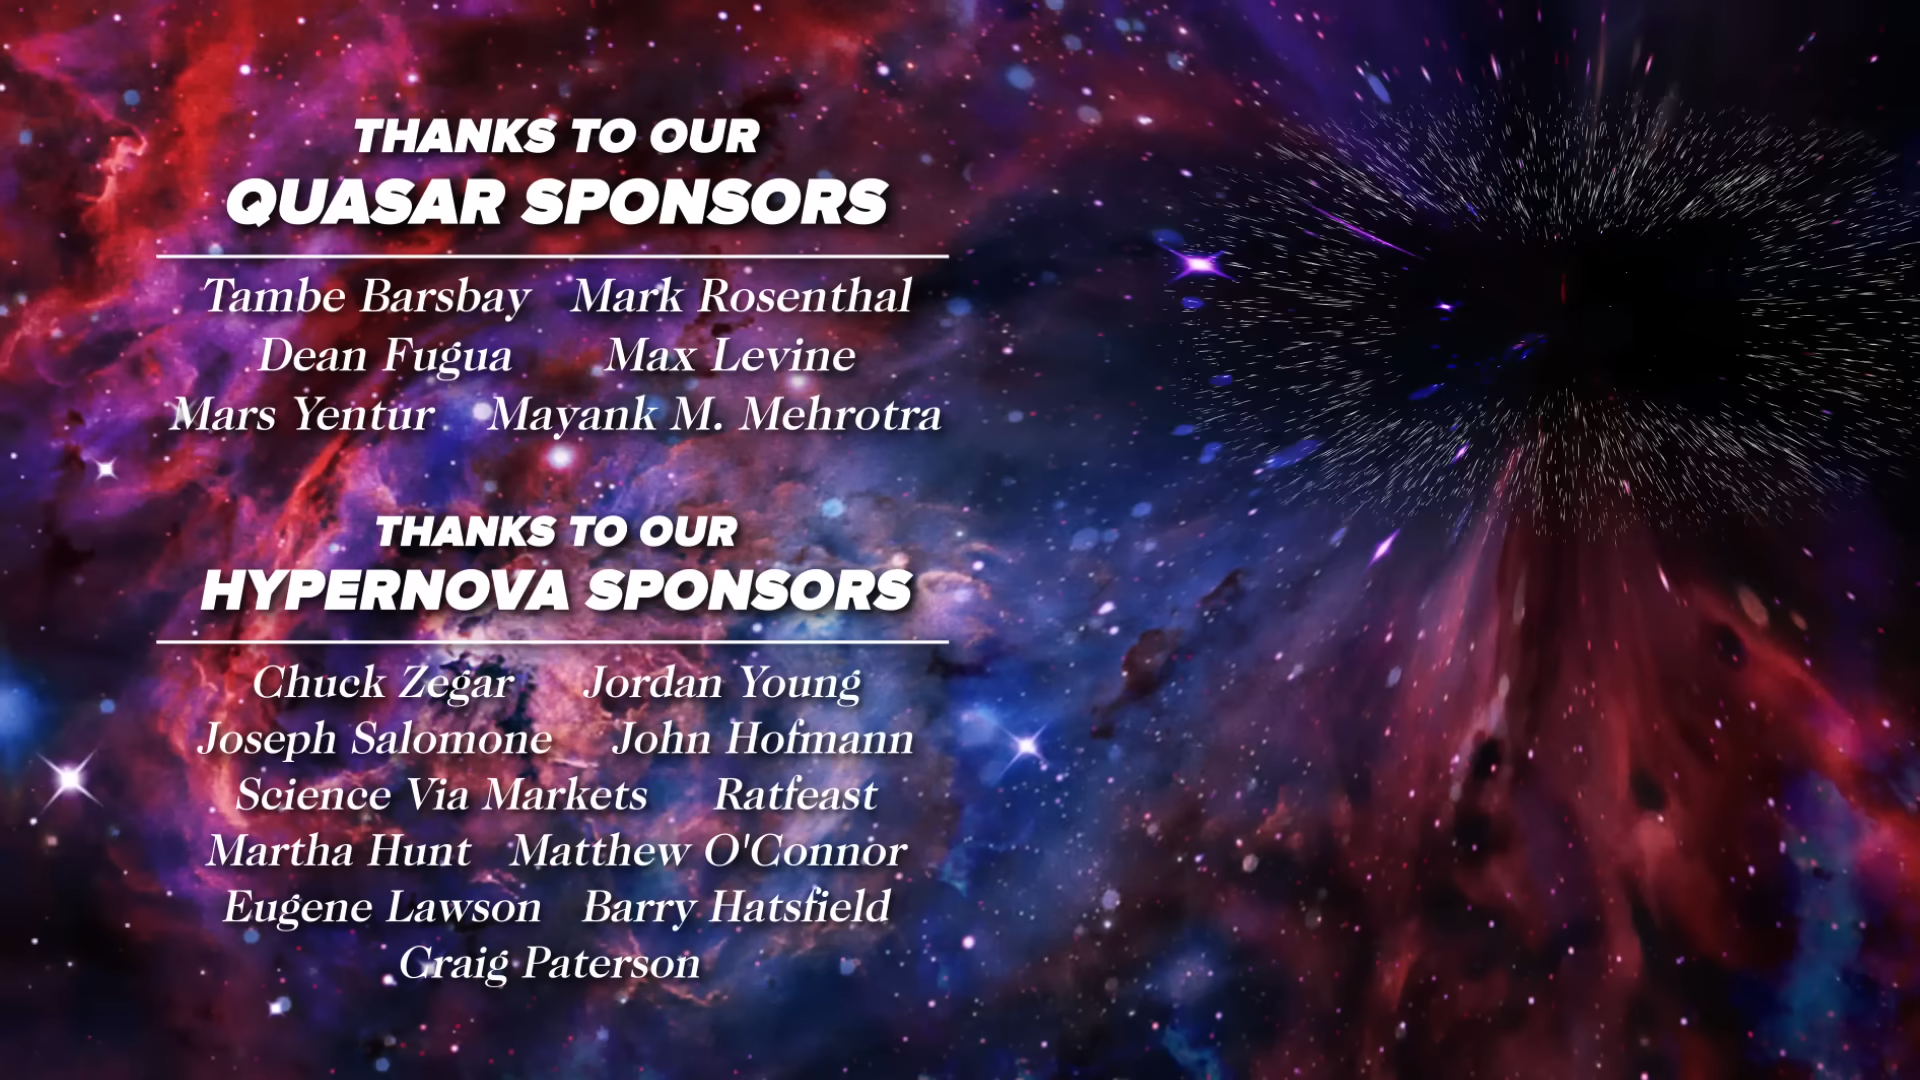 THANKS TO OUR
QUASAR SPONSORS
Tambe Barsbay Mark Rosenthal
Dean Fugua Max Levine
Mars Yentur Mayank M. Mehrotra
THANKS TO OUR
HYPERNOVA SPONSORS
Chuck Zegar Jordan Young
Joseph Salomone John Hofmann
Science Via Markets Ratfeast
Martha Hunt Matthew O'Connor
Eugene Lawson Barry Hatsfield
Craig Paterson